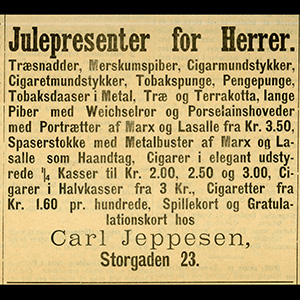 Julepresenter for Herrer.
Træsnadder, Merskumspiber, Cigarmundstykker,
Cigaretmundstykker, Tobakspunge, Pengepunge,
Tobaksdaaser i Metal, Træ og Terrakotta, lange
Piber med Weichselrør og Porselainshoveder
med Portrætter af Marx og Lasalle fra Kr. 3.50,
Spaserstokke med Metalbuster af Marx og La-
salle som Haandtag, Cigarer i elegant udsty-
rede ¼ Kasser til Kr. 2.00, 2.50 og 3.00, Ci-
garer i Halvkasser fra 3 Kr., Cigaretter fra
Kr. 1.60 pr. hundrede, Spillekort og Gratula-
lationskort hos
Carl Jeppesen,
Storgaden 23.